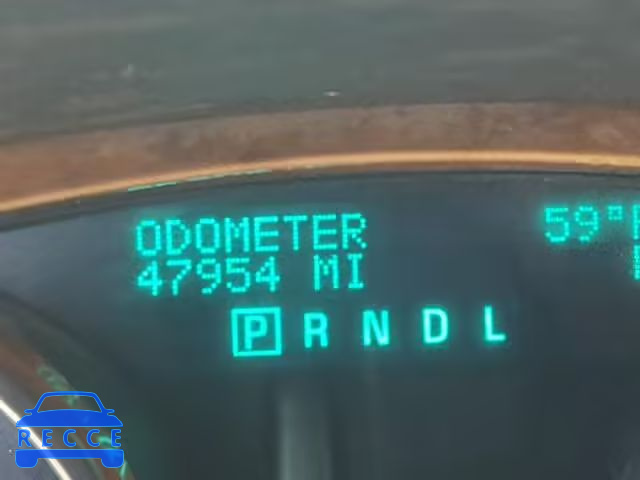 ODOMETER
47954 MI
59°
P R N D L
RECCE